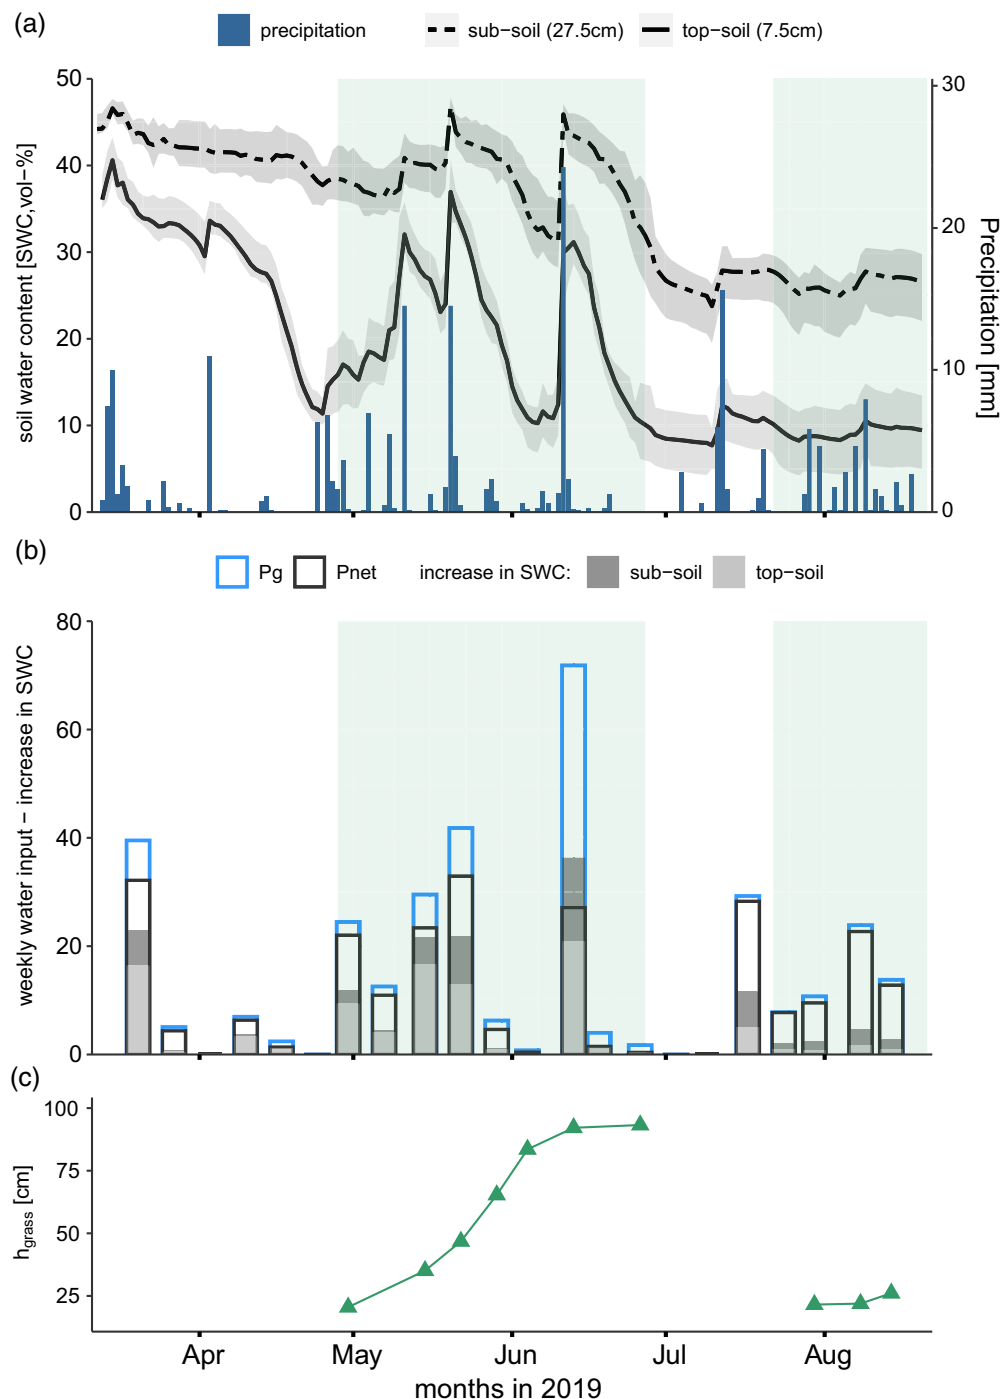 (a)
precipitation
sub−soil (27.5cm)
top−soil (7.5cm)
soil water content [SWC,vol−%]
50
40
30
20
10
0
30
20
10
0
Precipitation [mm]
(b)
Pg
Pnet
increase in SWC:
sub−soil
top−soil
weekly water input − increase in SWC
80
60
40
20
0
(c)
hgrass [cm]
100
75
50
25
Apr
May
Jun
Jul
Aug
months in 2019